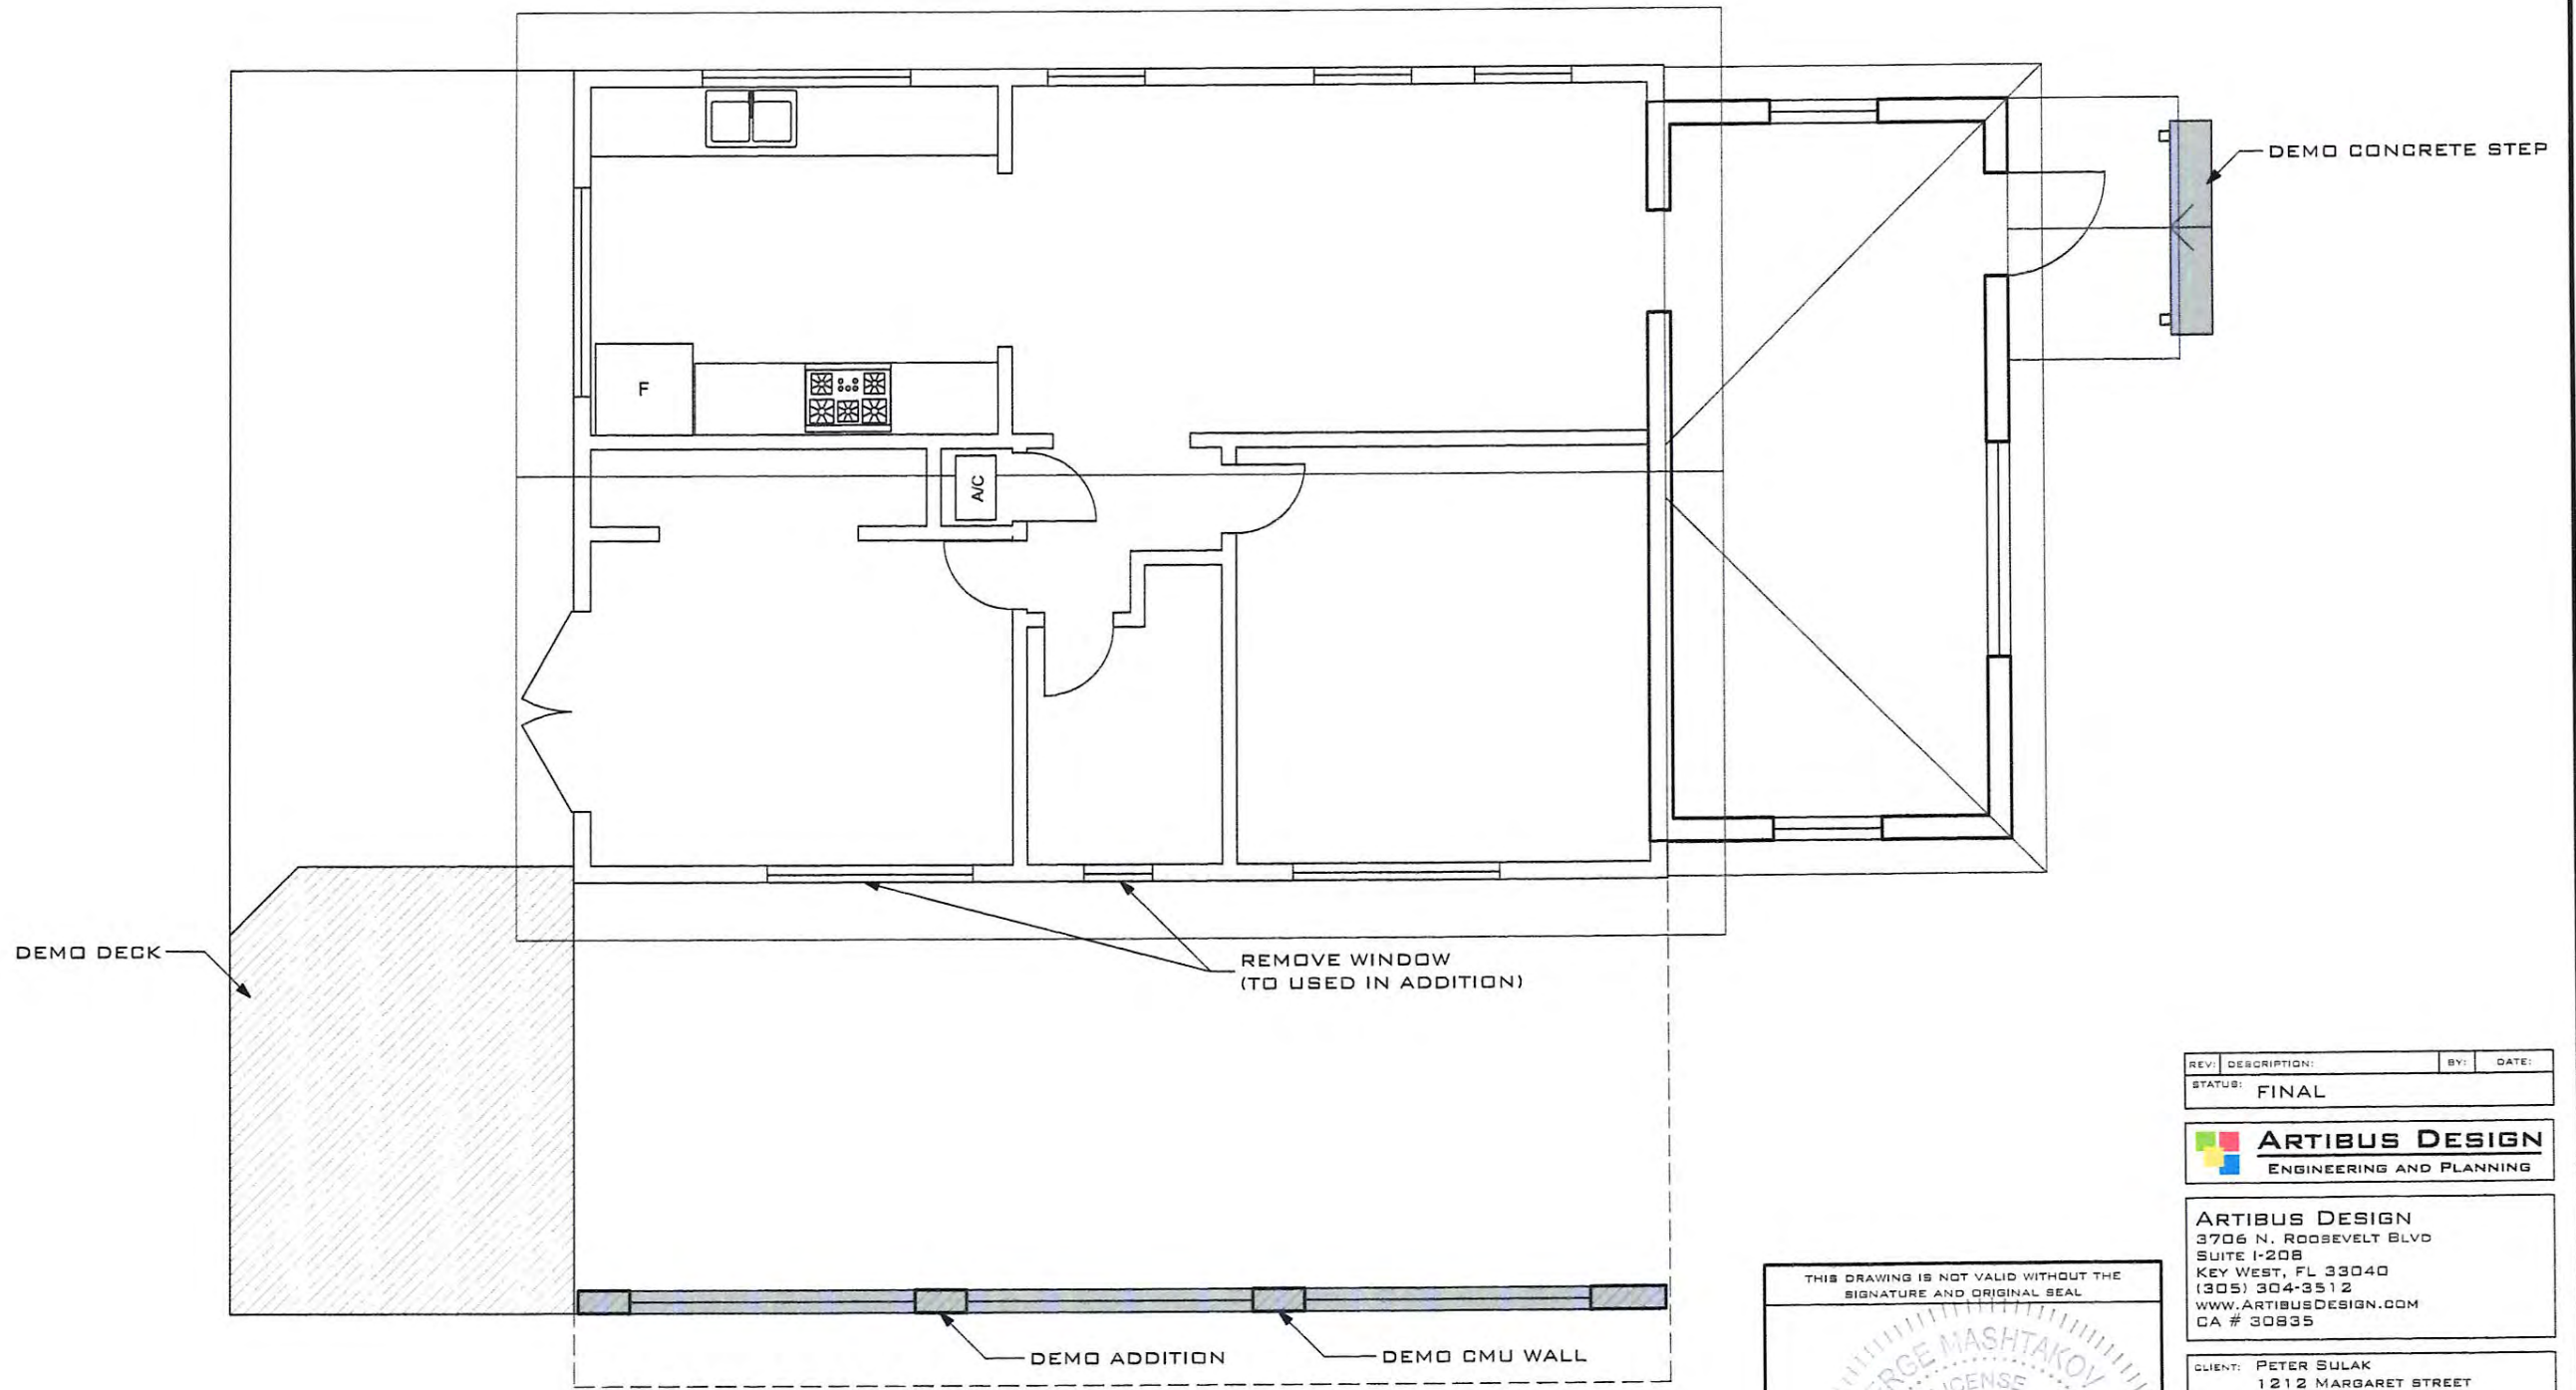 DEMO CONCRETE STEP
F
A/C
DEMO DECK
REMOVE WINDOW
(TO USED IN ADDITION)
DEMO ADDITION
DEMO CMU WALL
REV: DESCRIPTION: BY: DATE:
STATUS: FINAL
ARTIBUS DESIGN
ENGINEERING AND PLANNING
ARTIBUS DESIGN
3706 N. ROOSEVELT BLVD
SUITE I-208
KEY WEST, FL 33040
(305) 304-3512
WWW.ARTIBUSDESIGN.COM
CA # 30835
CLIENT: PETER SULAK
1212 MARGARET STREET
THIS DRAWING IS NOT VALID WITHOUT THE
SIGNATURE AND ORIGINAL SEAL
MASHTAKOV